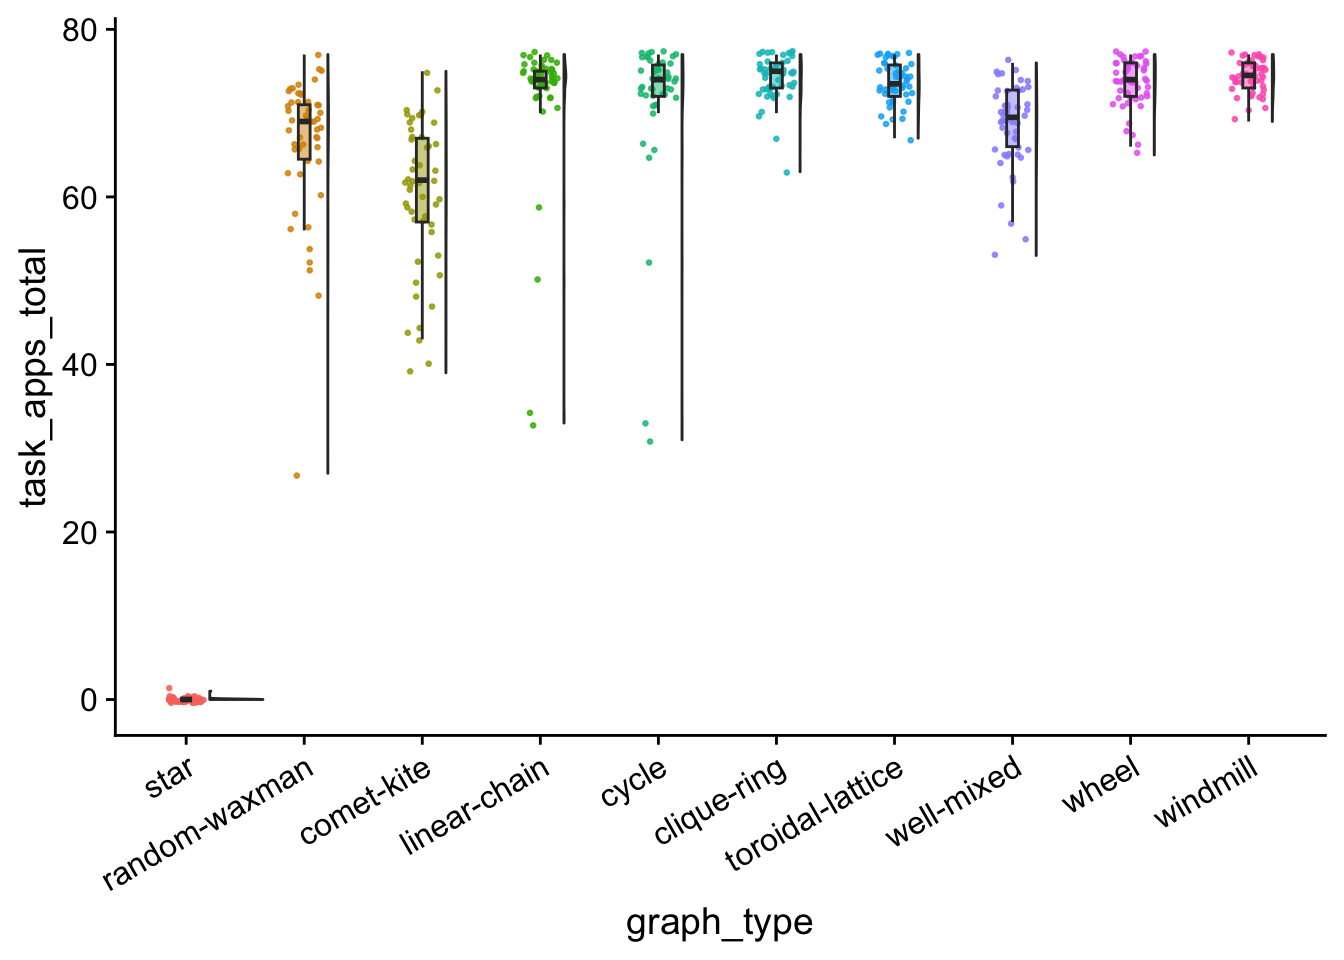 task_apps_total
80
60
40
20
0
star
random-waxman
comet-kite
linear-chain
cycle
clique-ring
toroidal-lattice
well-mixed
wheel
windmill
graph_type